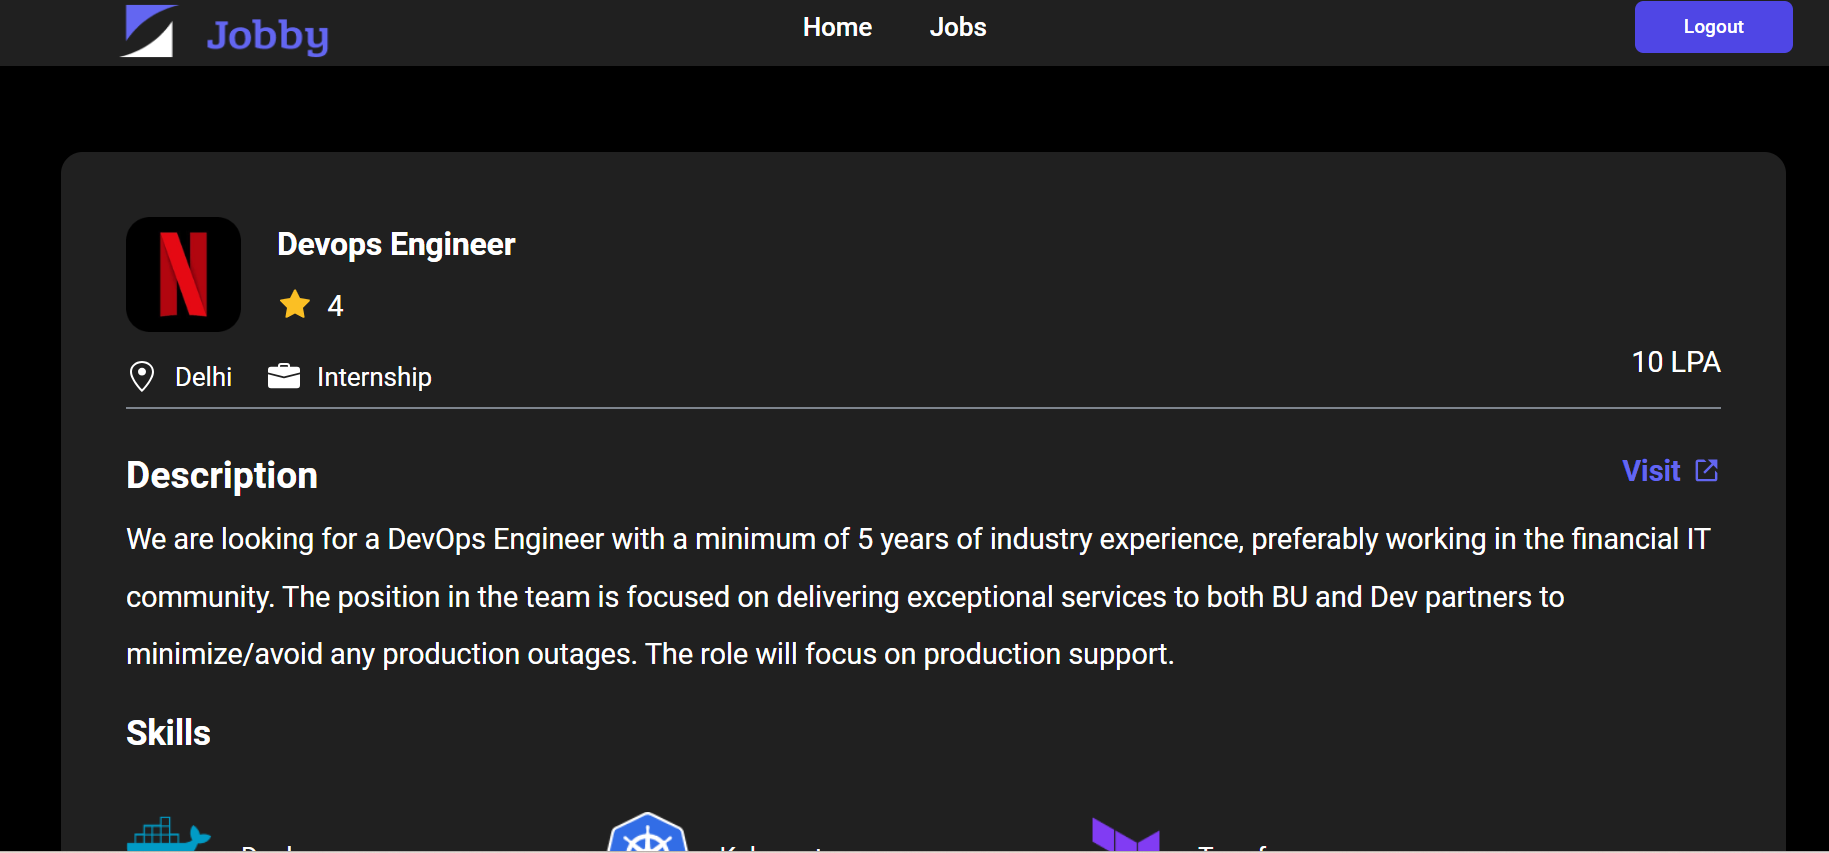 Jobby
Home
Jobs
Logout
Devops Engineer
4
Delhi
Internship
10 LPA
Description
Visit
We are looking for a DevOps Engineer with a minimum of 5 years of industry experience, preferably working in the financial IT
community. The position in the team is focused on delivering exceptional services to both BU and Dev partners to
minimize/avoid any production outages. The role will focus on production support.
Skills